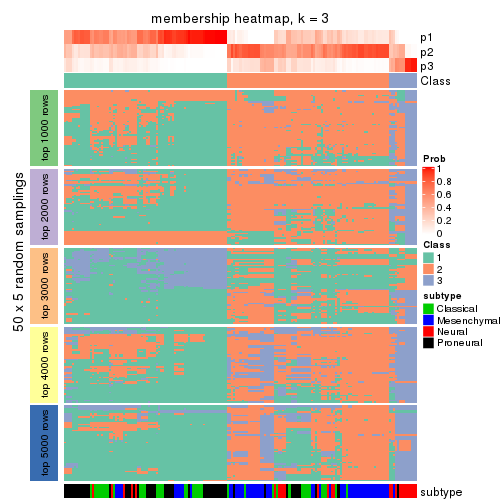 membership heatmap, k = 3
p1
p2
p3
Class
50 x 5 random samplings
top 1000 rows
top 2000 rows
top 3000 rows
top 4000 rows
top 5000 rows
Prob
1
0.8
0.6
0.4
0.2
0
Class
1
2
3
subtype
Classical
Mesenchymal
Neural
Proneural
subtype